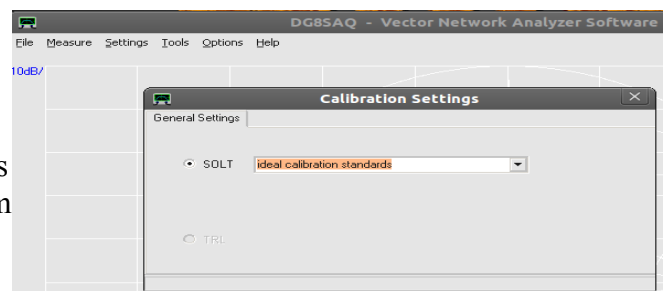 DG8SAQ - Vector Network Analyzer Software
File Measure Settings Tools Options Help
10dB/
Calibration Settings
General Settings
SOLT ideal calibration standards
TRL